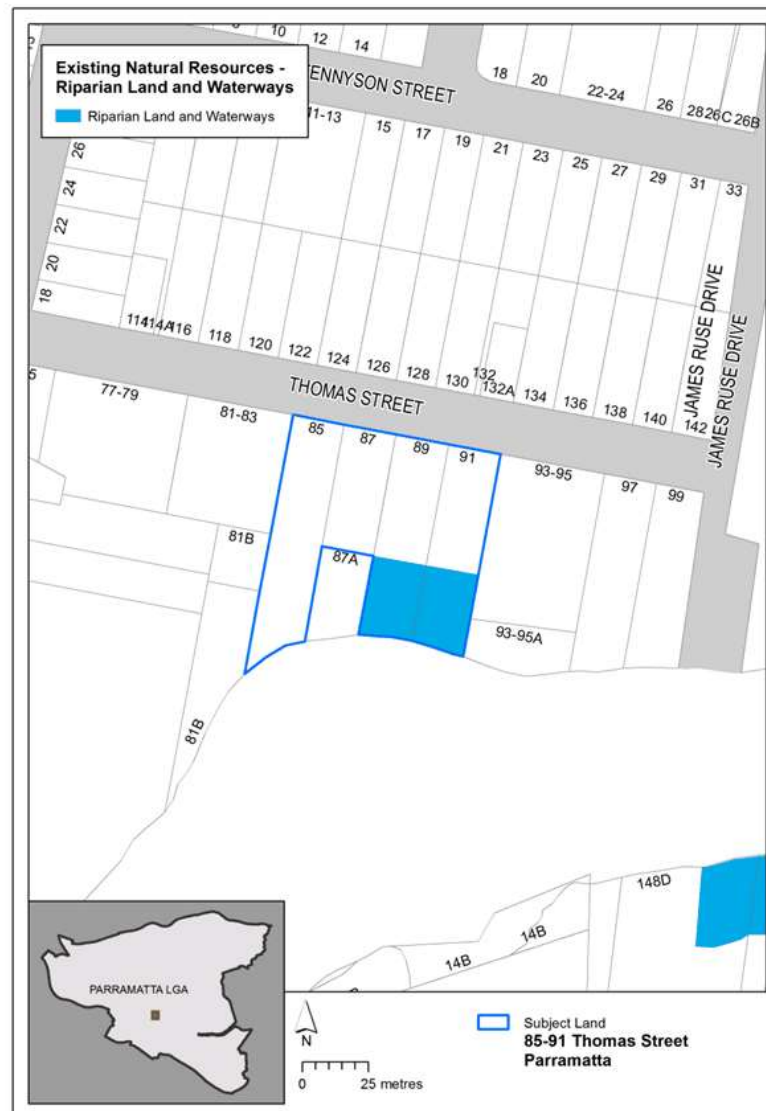 8
10
12
14
Existing Natural Resources -
Riparian Land and Waterways
Riparian Land and Waterways
TENNYSON STREET
18
20
22-24
26
28
26C
26B
11-13
15
17
19
21
23
25
27
29
31
33
26
24
22
20
18
JAMES RUSE DRIVE
JAMES RUSE DRIVE
114
114A
116
118
120
122
124
126
128
130
132
132A
134
136
138
140
142
THOMAS STREET
77-79
81-83
85
87
89
91
93-95
97
99
81B
87A
93-95A
81B
148D
14B
14B
PARRAMATTA LGA
N
0 25 metres
Subject Land
85-91 Thomas Street
Parramatta